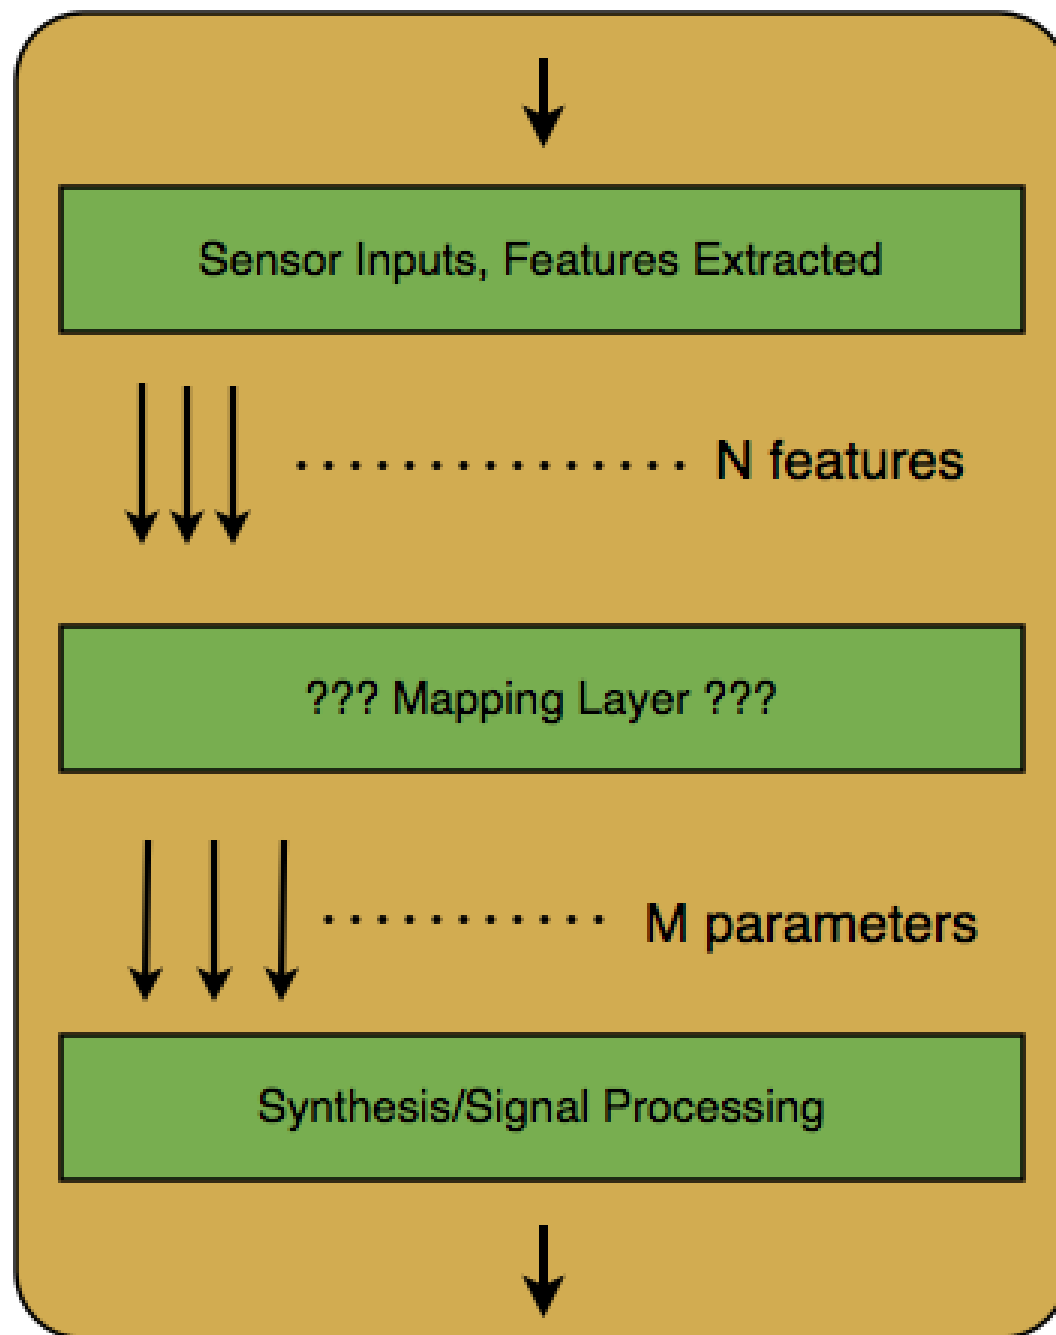 Sensor Inputs, Features Extracted
N features
??? Mapping Layer ???
M parameters
Synthesis/Signal Processing